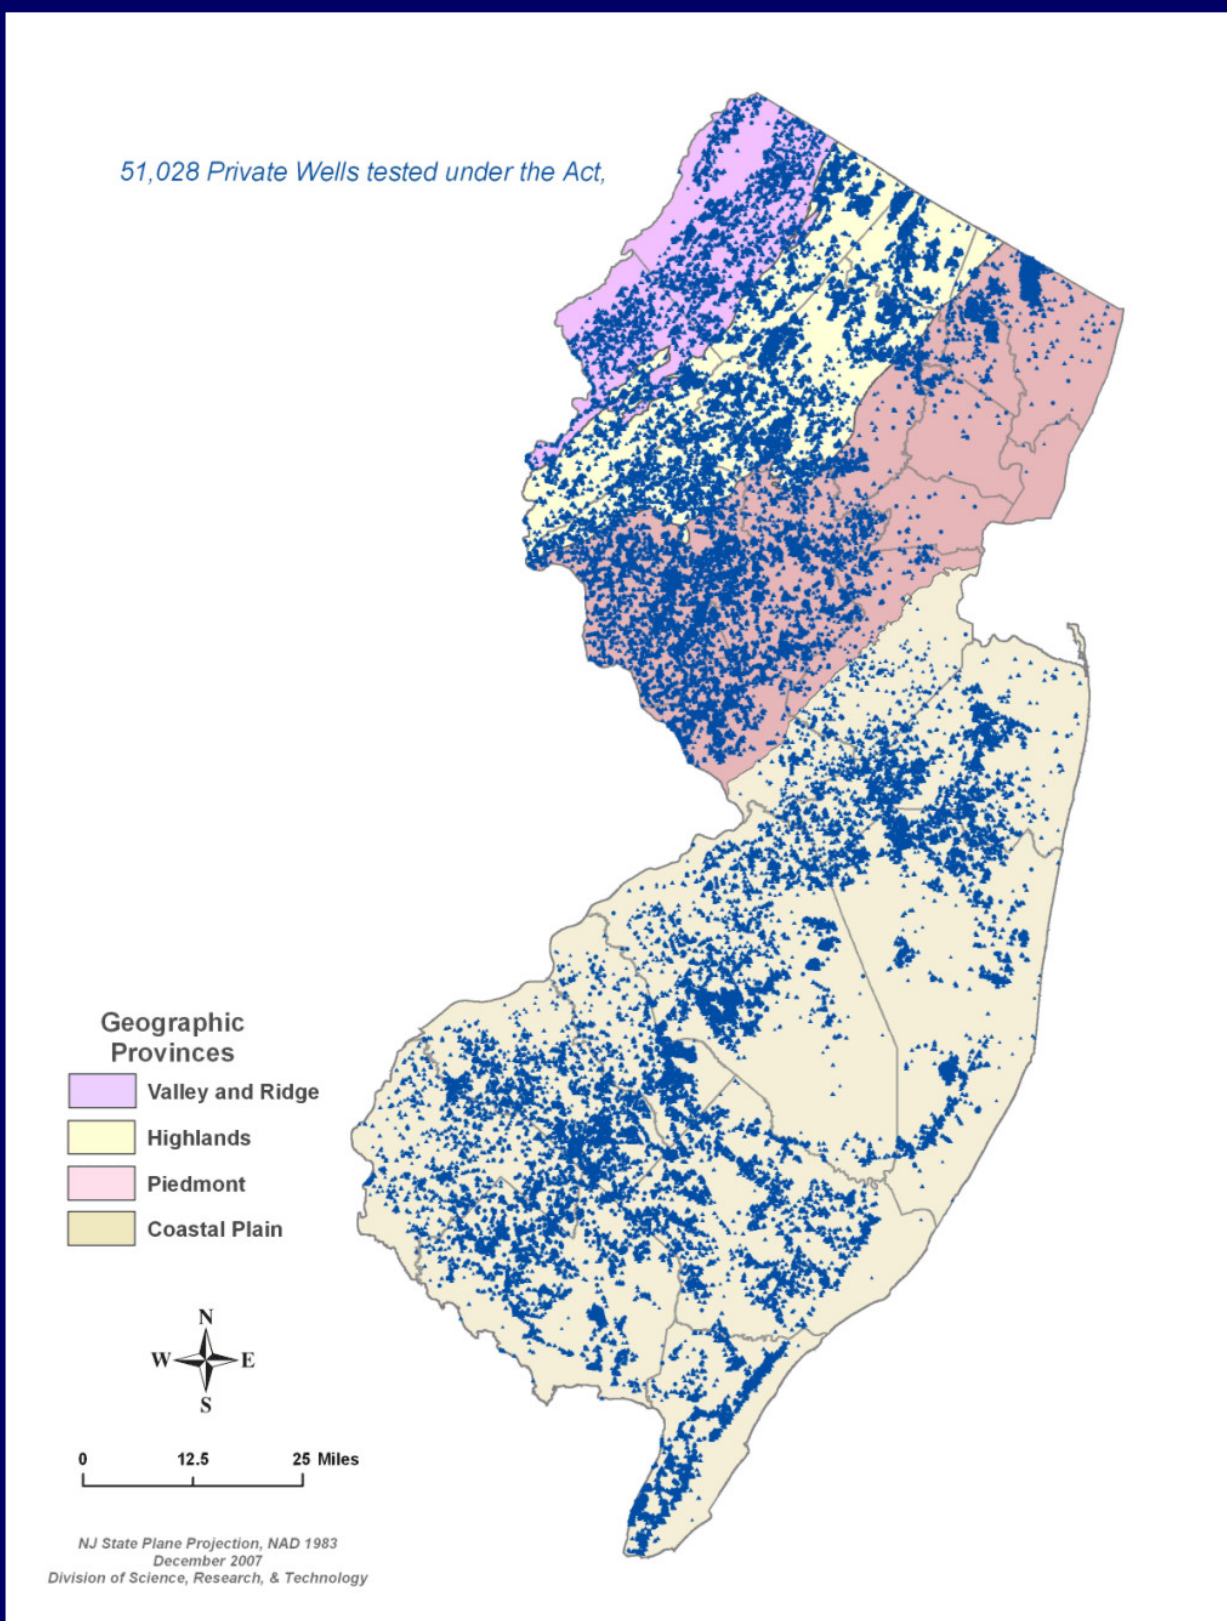 51,028 Private Wells tested under the Act,
Geographic
Provinces
Valley and Ridge
Highlands
Piedmont
Coastal Plain
N
W E
S
0 12.5 25 Miles
NJ State Plane Projection, NAD 1983
December 2007
Division of Science, Research, & Technology